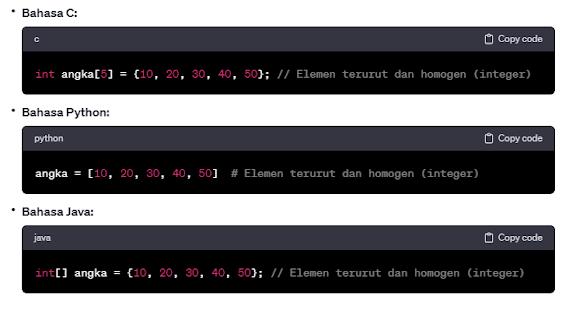 • Bahasa C:
c Copy code
int angka[5] = {10, 20, 30, 40, 50}; // Elemen terurut dan homogen (integer)
• Bahasa Python:
python Copy code
angka = [10, 20, 30, 40, 50]  # Elemen terurut dan homogen (integer)
• Bahasa Java:
java Copy code
int[] angka = {10, 20, 30, 40, 50}; // Elemen terurut dan homogen (integer)